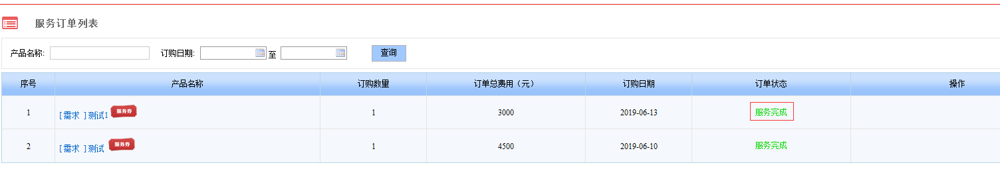 服务订单列表
产品名称: 订购日期: 至 查询
序号 产品名称 订购数量 订单总费用（元） 订购日期 订单状态 操作
1 [需求 ]测试1 服务券 1 3000 2019-06-13 服务完成
2 [需求 ]测试 服务券 1 4500 2019-06-10 服务完成